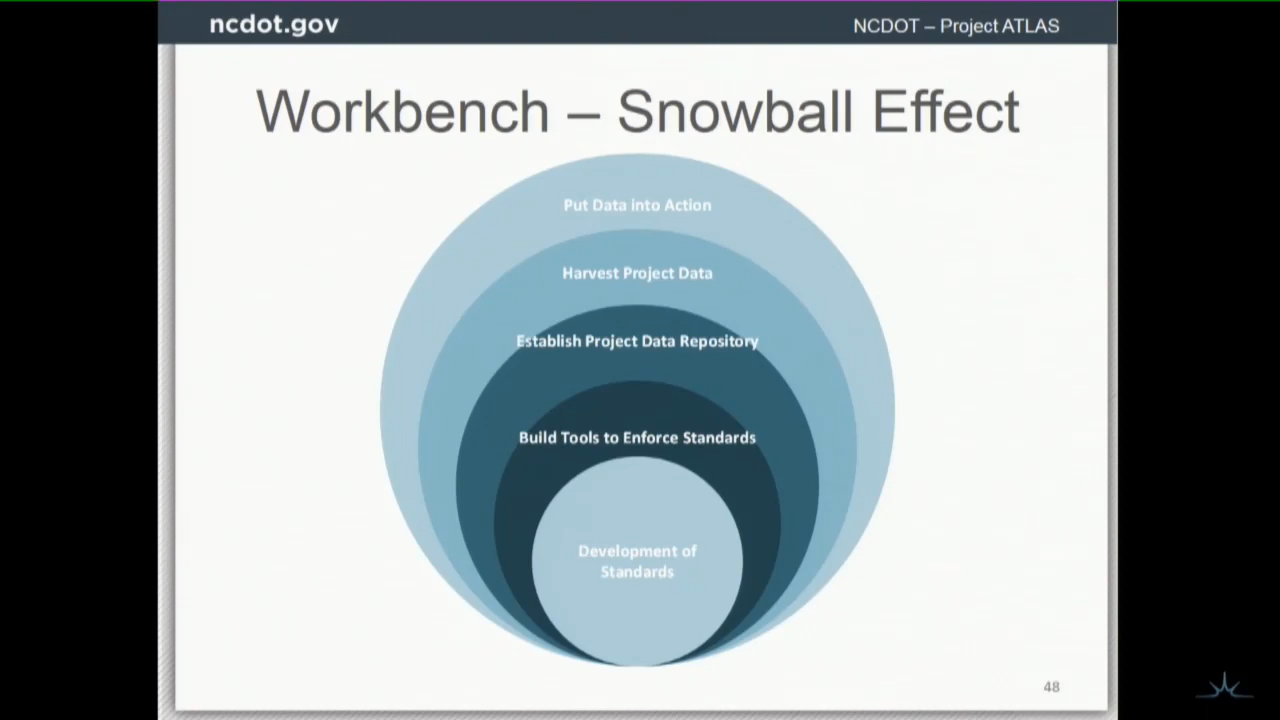 ncdot.gov
NCDOT – Project ATLAS
Workbench – Snowball Effect
Put Data into Action
Harvest Project Data
Establish Project Data Repository
Build Tools to Enforce Standards
Development of
Standards
48